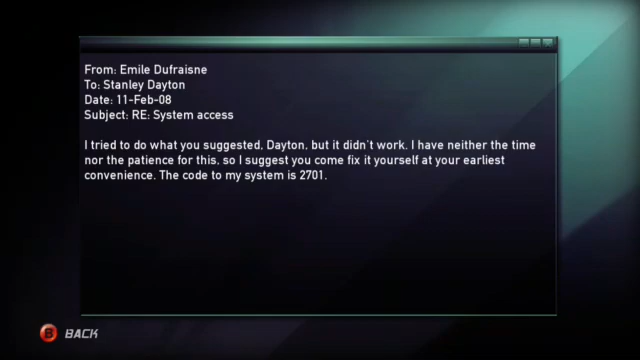 From: Emile Dufraisne
To: Stanley Dayton
Date: 11-Feb-08
Subject: RE: System access
I tried to do what you suggested, Dayton, but it didn't work. I have neither the time
nor the patience for this, so I suggest you come fix it yourself at your earliest
convenience. The code to my system is 2701.
B BACK